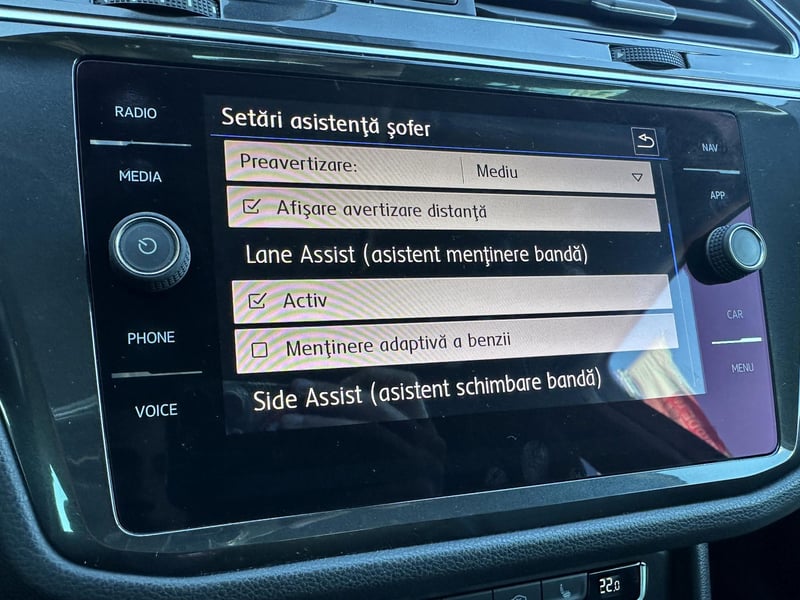 RADIO
MEDIA
PHONE
VOICE
Setări asistenţă şofer
Preavertizare: Mediu
Afişare avertizare distanţă
Lane Assist (asistent menţinere bandă)
Activ
Menţinere adaptivă a benzii
Side Assist (asistent schimbare bandă)
NAV
APP
CAR
MENU
22.0